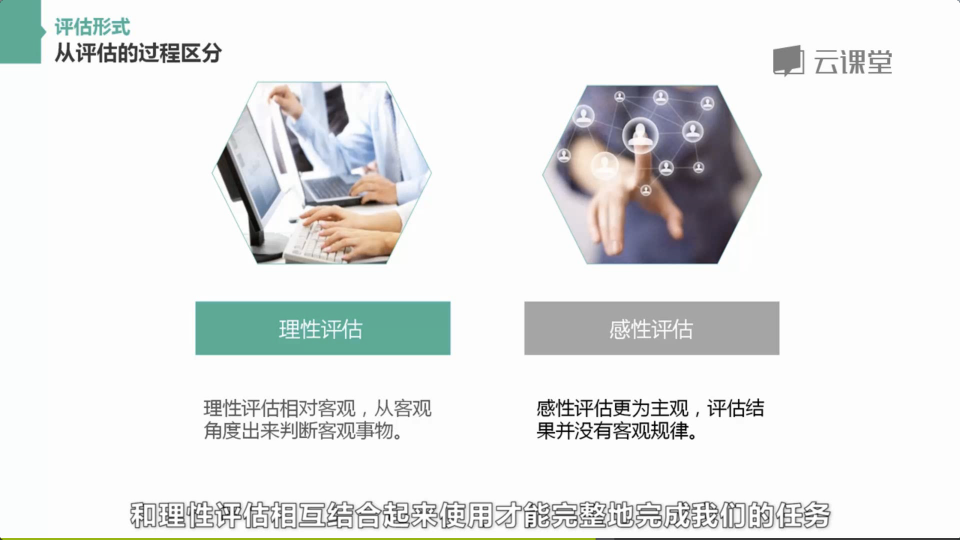 评估形式
从评估的过程区分
云课堂
理性评估
感性评估
理性评估相对客观，从客观
角度出来判断客观事物。
感性评估更为主观，评估结
果并没有客观规律。
和理性评估相互结合起来使用才能完整地完成我们的任务